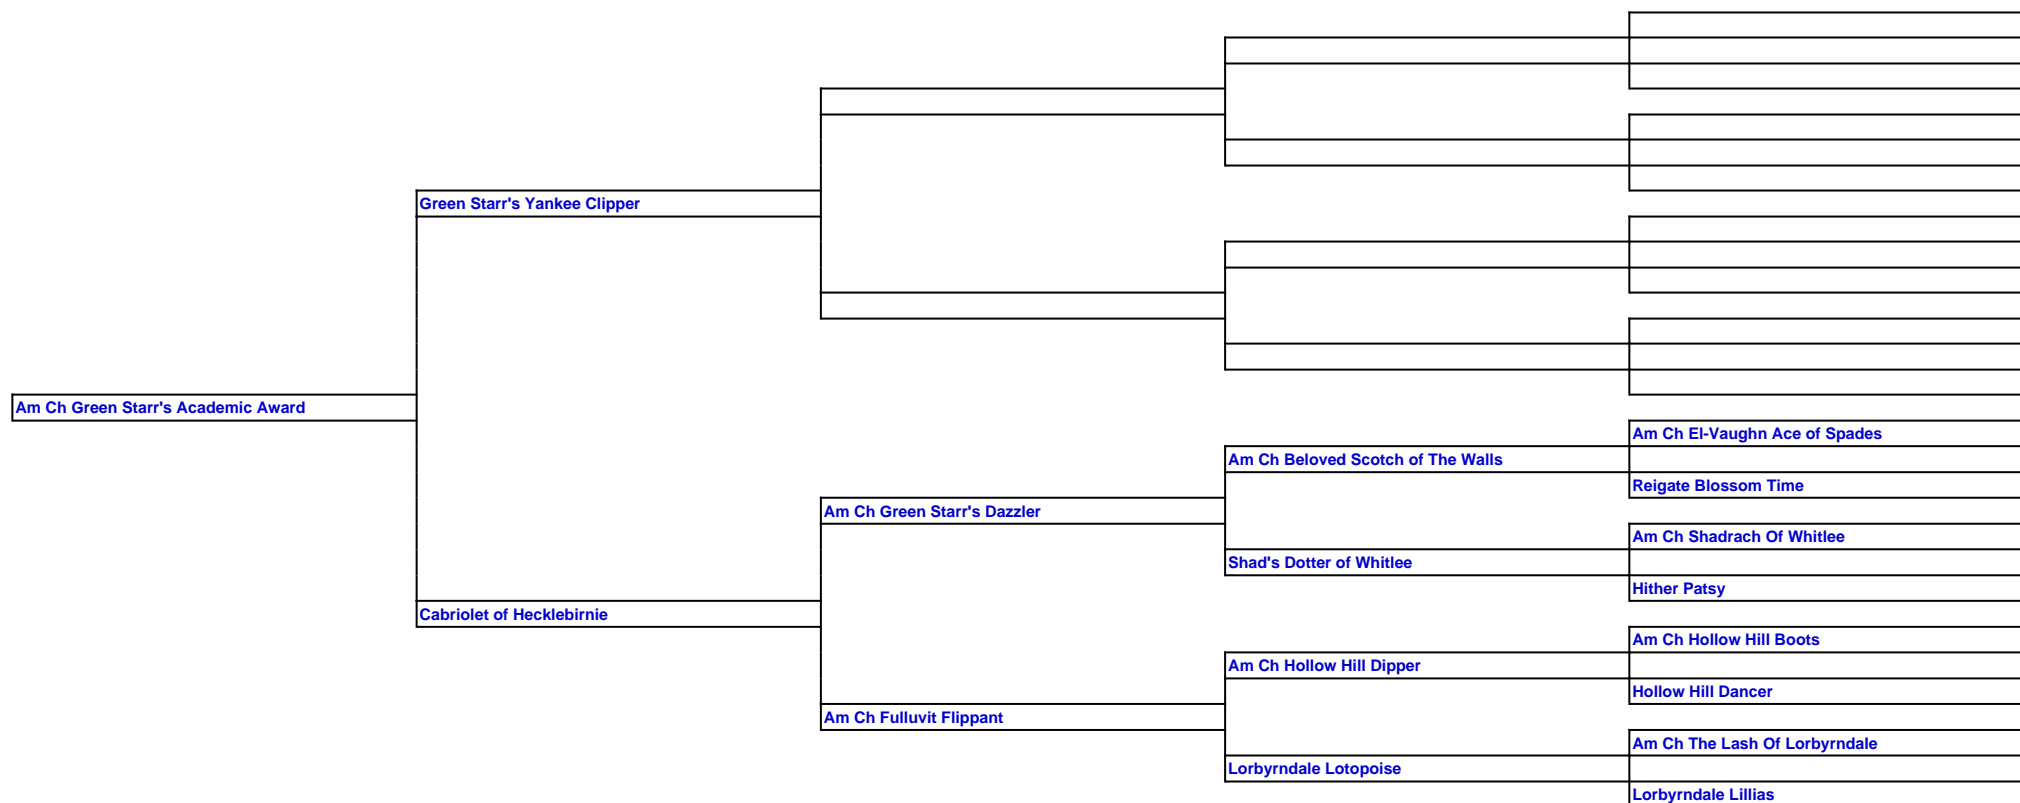 Green Starr's Yankee Clipper
Am Ch Green Starr's Academic Award
Am Ch El-Vaughn Ace of Spades
Am Ch Beloved Scotch of The Walls
Reigate Blossom Time
Am Ch Green Starr's Dazzler
Am Ch Shadrach Of Whitlee
Shad's Dotter of Whitlee
Hither Patsy
Cabriolet of Hecklebirnie
Am Ch Hollow Hill Boots
Am Ch Hollow Hill Dipper
Hollow Hill Dancer
Am Ch Fulluvit Flippant
Am Ch The Lash Of Lorbyrndale
Lorbyrndale Lotopoise
Lorbyrndale Lillias